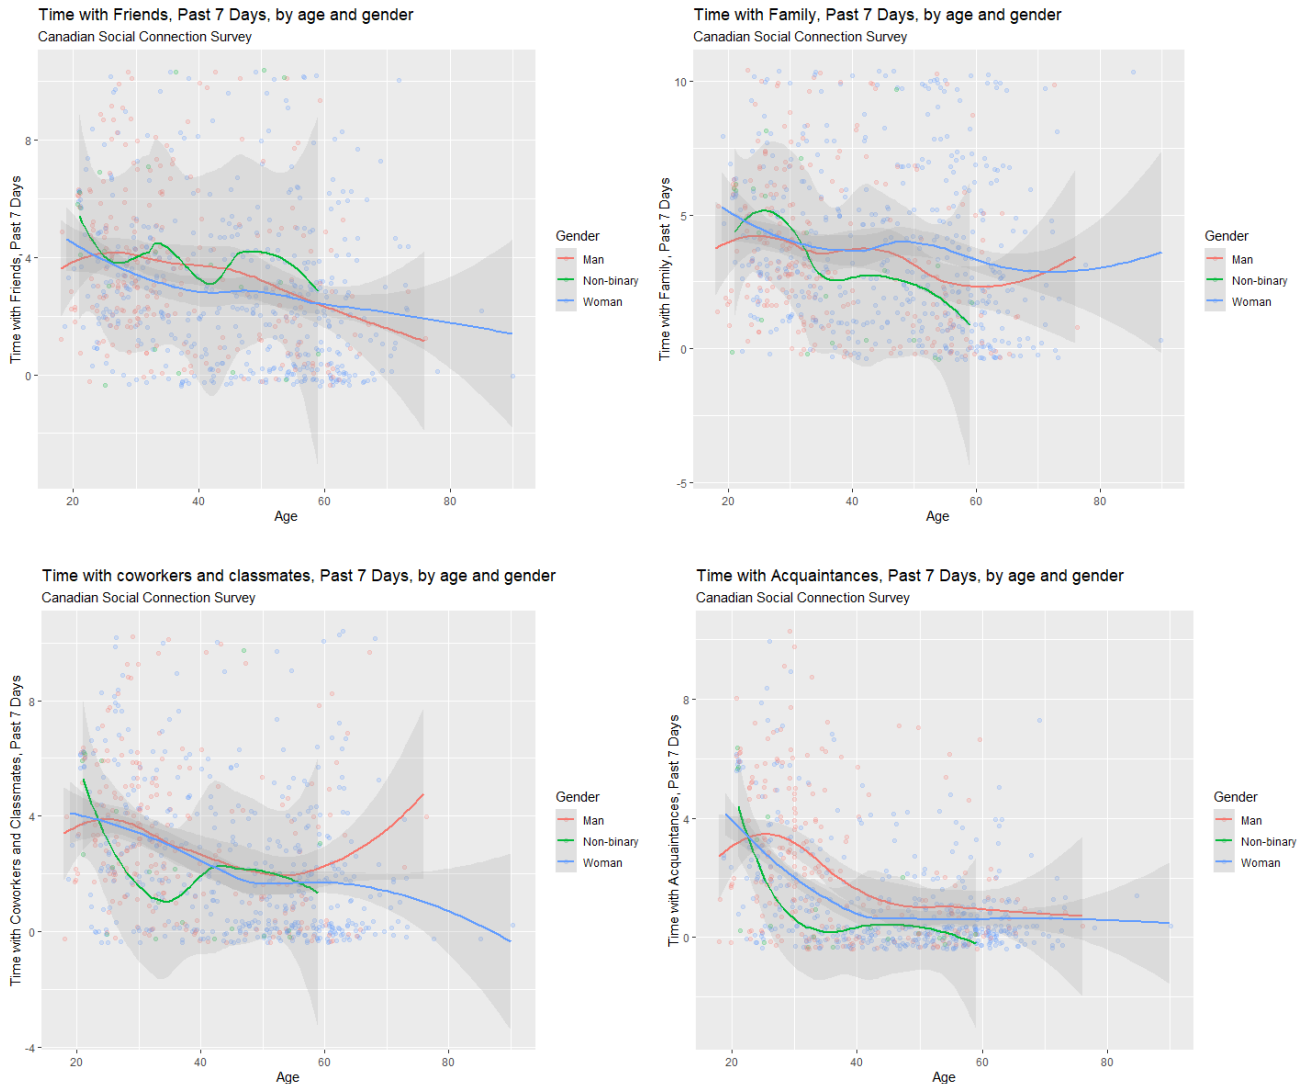 Time with Friends, Past 7 Days, by age and gender
Canadian Social Connection Survey
Time with Friends, Past 7 Days
8
4
0
20 40 60 80
Age
Gender
Man
Non-binary
Woman
Time with Family, Past 7 Days, by age and gender
Canadian Social Connection Survey
Time with Family, Past 7 Days
10
5
0
-5
20 40 60 80
Age
Gender
Man
Non-binary
Woman
Time with coworkers and classmates, Past 7 Days, by age and gender
Canadian Social Connection Survey
Time with Coworkers and Classmates, Past 7 Days
8
4
0
-4
20 40 60 80
Age
Gender
Man
Non-binary
Woman
Time with Acquaintances, Past 7 Days, by age and gender
Canadian Social Connection Survey
Time with Acquaintances, Past 7 Days
8
4
0
20 40 60 80
Age
Gender
Man
Non-binary
Woman